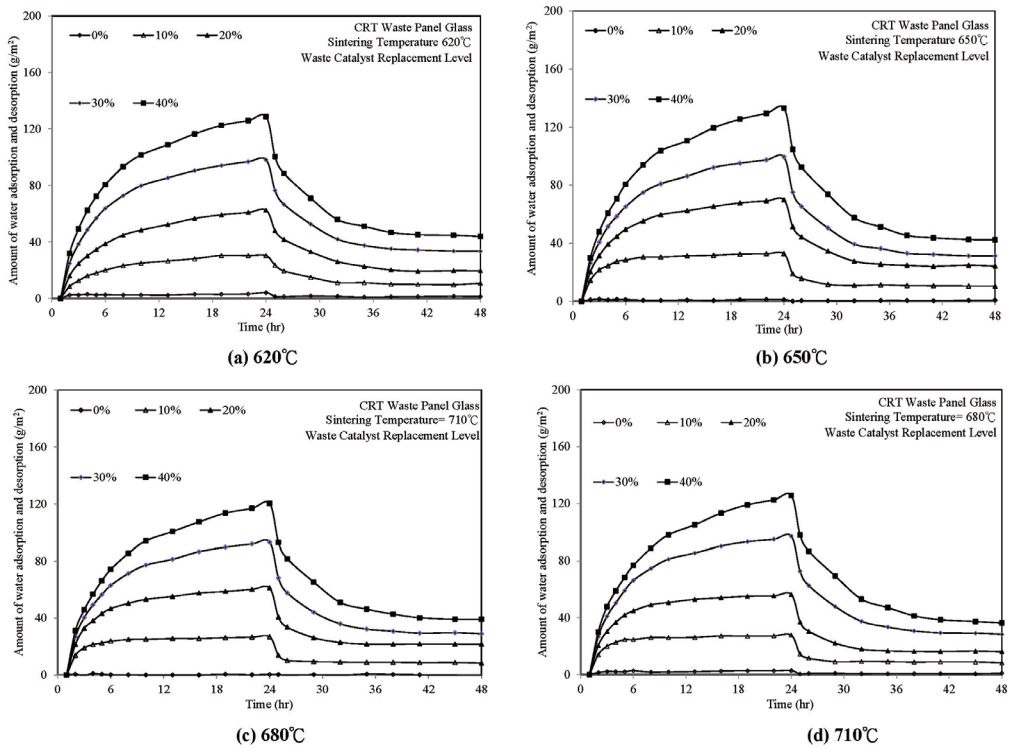 200
160
120
80
40
0
Amount of water adsorption and desorption (g/m²)
0% 10% 20%
30% 40%
CRT Waste Panel Glass
Sintering Temperature 620℃
Waste Catalyst Replacement Level
0 6 12 18 24 30 36 42 48
Time (hr)
(a) 620℃
200
160
120
80
40
0
Amount of water adsorption and desorption (g/m²)
0% 10% 20%
30% 40%
CRT Waste Panel Glass
Sintering Temperature 650℃
Waste Catalyst Replacement Level
0 6 12 18 24 30 36 42 48
Time (hr)
(b) 650℃
200
160
120
80
40
0
Amount of water adsorption and desorption (g/m²)
0% 10% 20%
30% 40%
CRT Waste Panel Glass
Sintering Temperature= 710℃
Waste Catalyst Replacement Level
0 6 12 18 24 30 36 42 48
Time (hr)
(c) 680℃
200
160
120
80
40
0
Amount of water adsorption and desorption (g/m²)
0% 10% 20%
30% 40%
CRT Waste Panel Glass
Sintering Temperature= 680℃
Waste Catalyst Replacement Level
0 6 12 18 24 30 36 42 48
Time (hr)
(d) 710℃